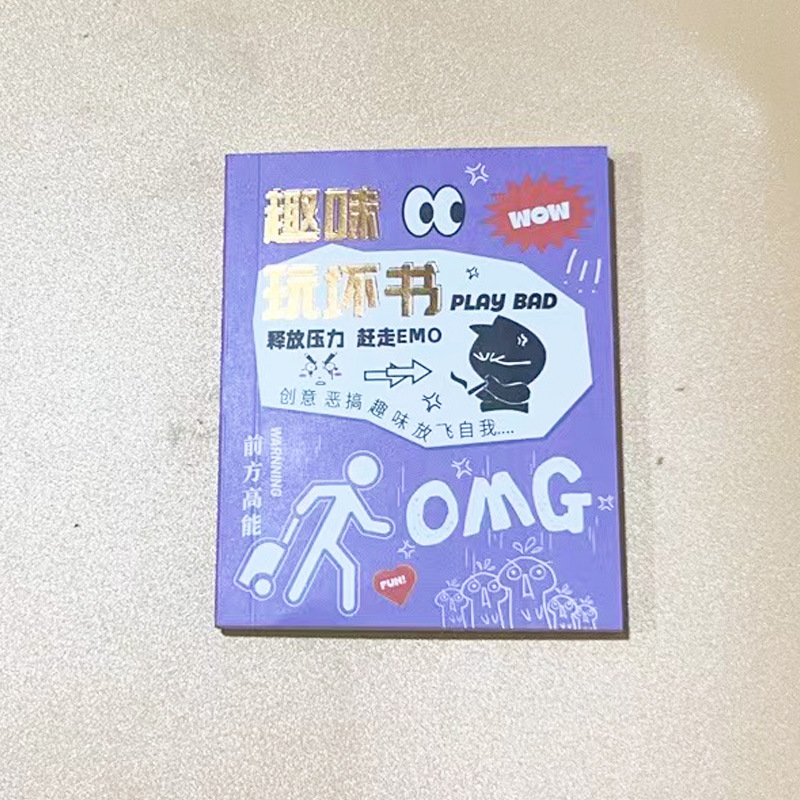 趣味
WOW
玩坏书 PLAY BAD
释放压力 赶走EMO
创意恶搞趣味放飞自我....
前方高能
WARNNING
OMG
FUN!